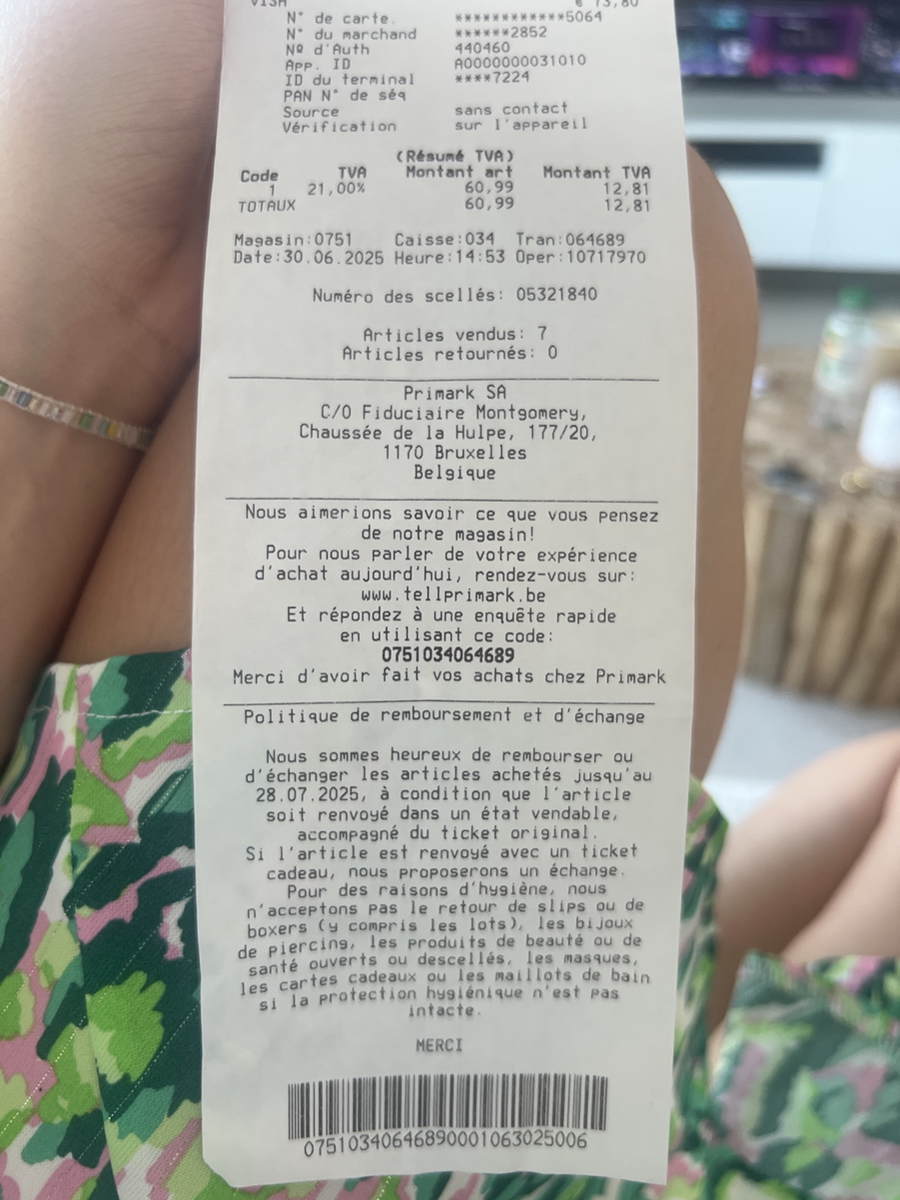 VISA € 73,80
N° de carte. ************5064
N° du marchand ******2852
Nº d'Auth 440460
App. ID A0000000031010
ID du terminal ****7224
PAN N° de séq
Source sans contact
Vérification sur l'appareil
(Résumé TVA)
Code TVA Montant art Montant TVA
1 21,00% 60,99 12,81
TOTAUX 60,99 12,81
Magasin:0751 Caisse:034 Tran:064689
Date:30.06.2025 Heure:14:53 Oper:10717970
Numéro des scellés: 05321840
Articles vendus: 7
Articles retournés: 0
Primark SA
C/O Fiduciaire Montgomery,
Chaussée de la Hulpe, 177/20,
1170 Bruxelles
Belgique
Nous aimerions savoir ce que vous pensez
de notre magasin!
Pour nous parler de votre expérience
d'achat aujourd'hui, rendez-vous sur:
www.tellprimark.be
Et répondez à une enquête rapide
en utilisant ce code:
0751034064689
Merci d'avoir fait vos achats chez Primark
Politique de remboursement et d'échange
Nous sommes heureux de rembourser ou
d'échanger les articles achetés jusqu'au
28.07.2025, à condition que l'article
soit renvoyé dans un état vendable,
accompagné du ticket original.
Si l'article est renvoyé avec un ticket
cadeau, nous proposerons un échange.
Pour des raisons d'hygiène, nous
n'acceptons pas le retour de slips ou de
boxers (y compris les lots), les bijoux
de piercing, les produits de beauté ou de
santé ouverts ou descellés, les masques,
les cartes cadeaux ou les maillots de bain
si la protection hygiénique n'est pas
intacte.
MERCI
07510340646890001063025006